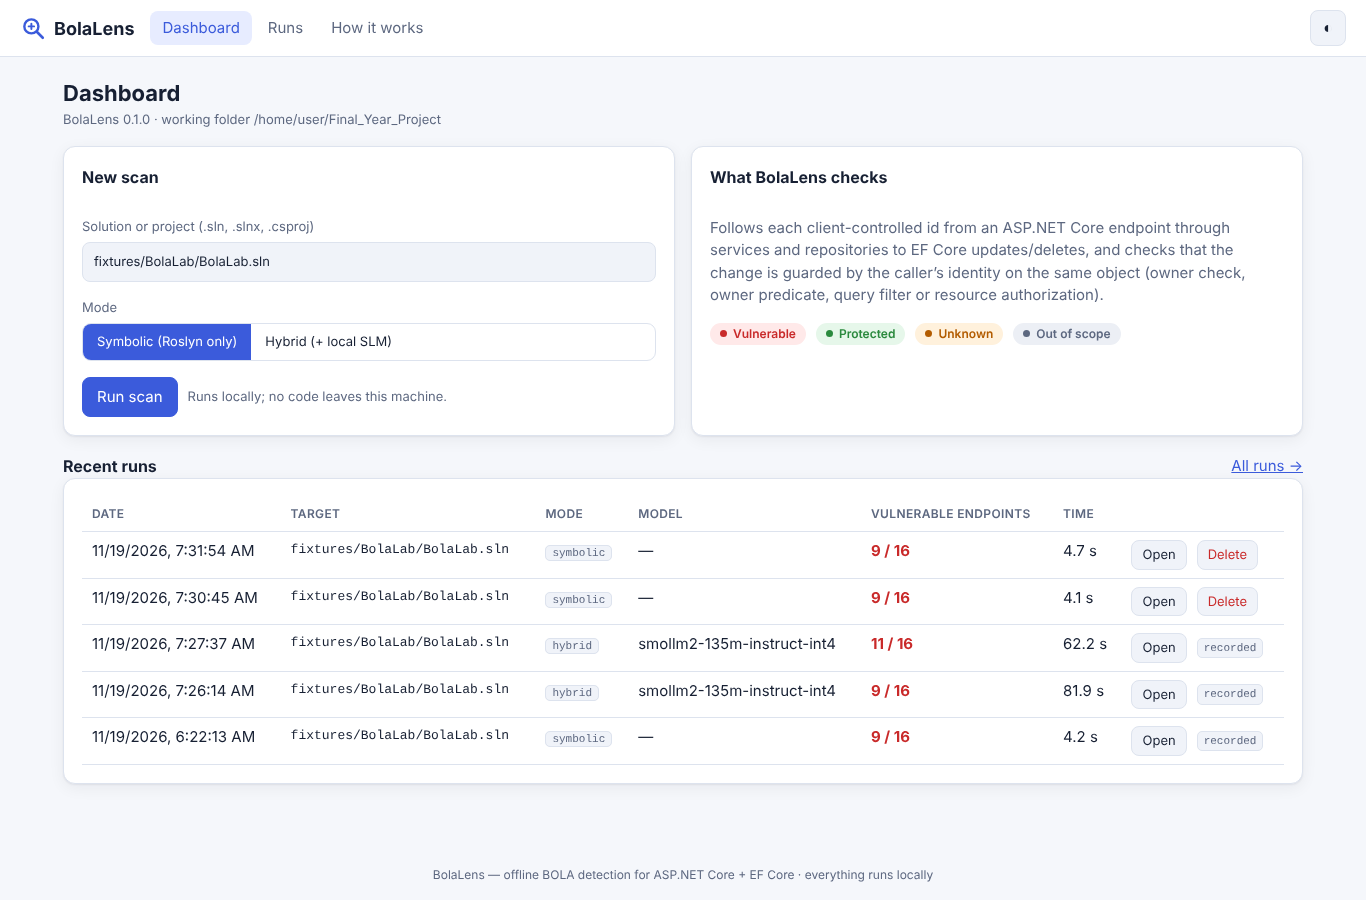 BolaLens
Dashboard
Runs
How it works
Dashboard
BolaLens 0.1.0 · working folder /home/user/Final_Year_Project
New scan
Solution or project (.sln, .slnx, .csproj)
fixtures/BolaLab/BolaLab.sln
Mode
Symbolic (Roslyn only)
Hybrid (+ local SLM)
Run scan
Runs locally; no code leaves this machine.
What BolaLens checks
Follows each client-controlled id from an ASP.NET Core endpoint through
services and repositories to EF Core updates/deletes, and checks that the
change is guarded by the caller’s identity on the same object (owner check,
owner predicate, query filter or resource authorization).
Vulnerable
Protected
Unknown
Out of scope
Recent runs
All runs →
DATE TARGET MODE MODEL VULNERABLE ENDPOINTS TIME
11/19/2026, 7:31:54 AM fixtures/BolaLab/BolaLab.sln symbolic — 9 / 16 4.7 s Open Delete
11/19/2026, 7:30:45 AM fixtures/BolaLab/BolaLab.sln symbolic — 9 / 16 4.1 s Open Delete
11/19/2026, 7:27:37 AM fixtures/BolaLab/BolaLab.sln hybrid smollm2-135m-instruct-int4 11 / 16 62.2 s Open recorded
11/19/2026, 7:26:14 AM fixtures/BolaLab/BolaLab.sln hybrid smollm2-135m-instruct-int4 9 / 16 81.9 s Open recorded
11/19/2026, 6:22:13 AM fixtures/BolaLab/BolaLab.sln symbolic — 9 / 16 4.2 s Open recorded
BolaLens — offline BOLA detection for ASP.NET Core + EF Core · everything runs locally